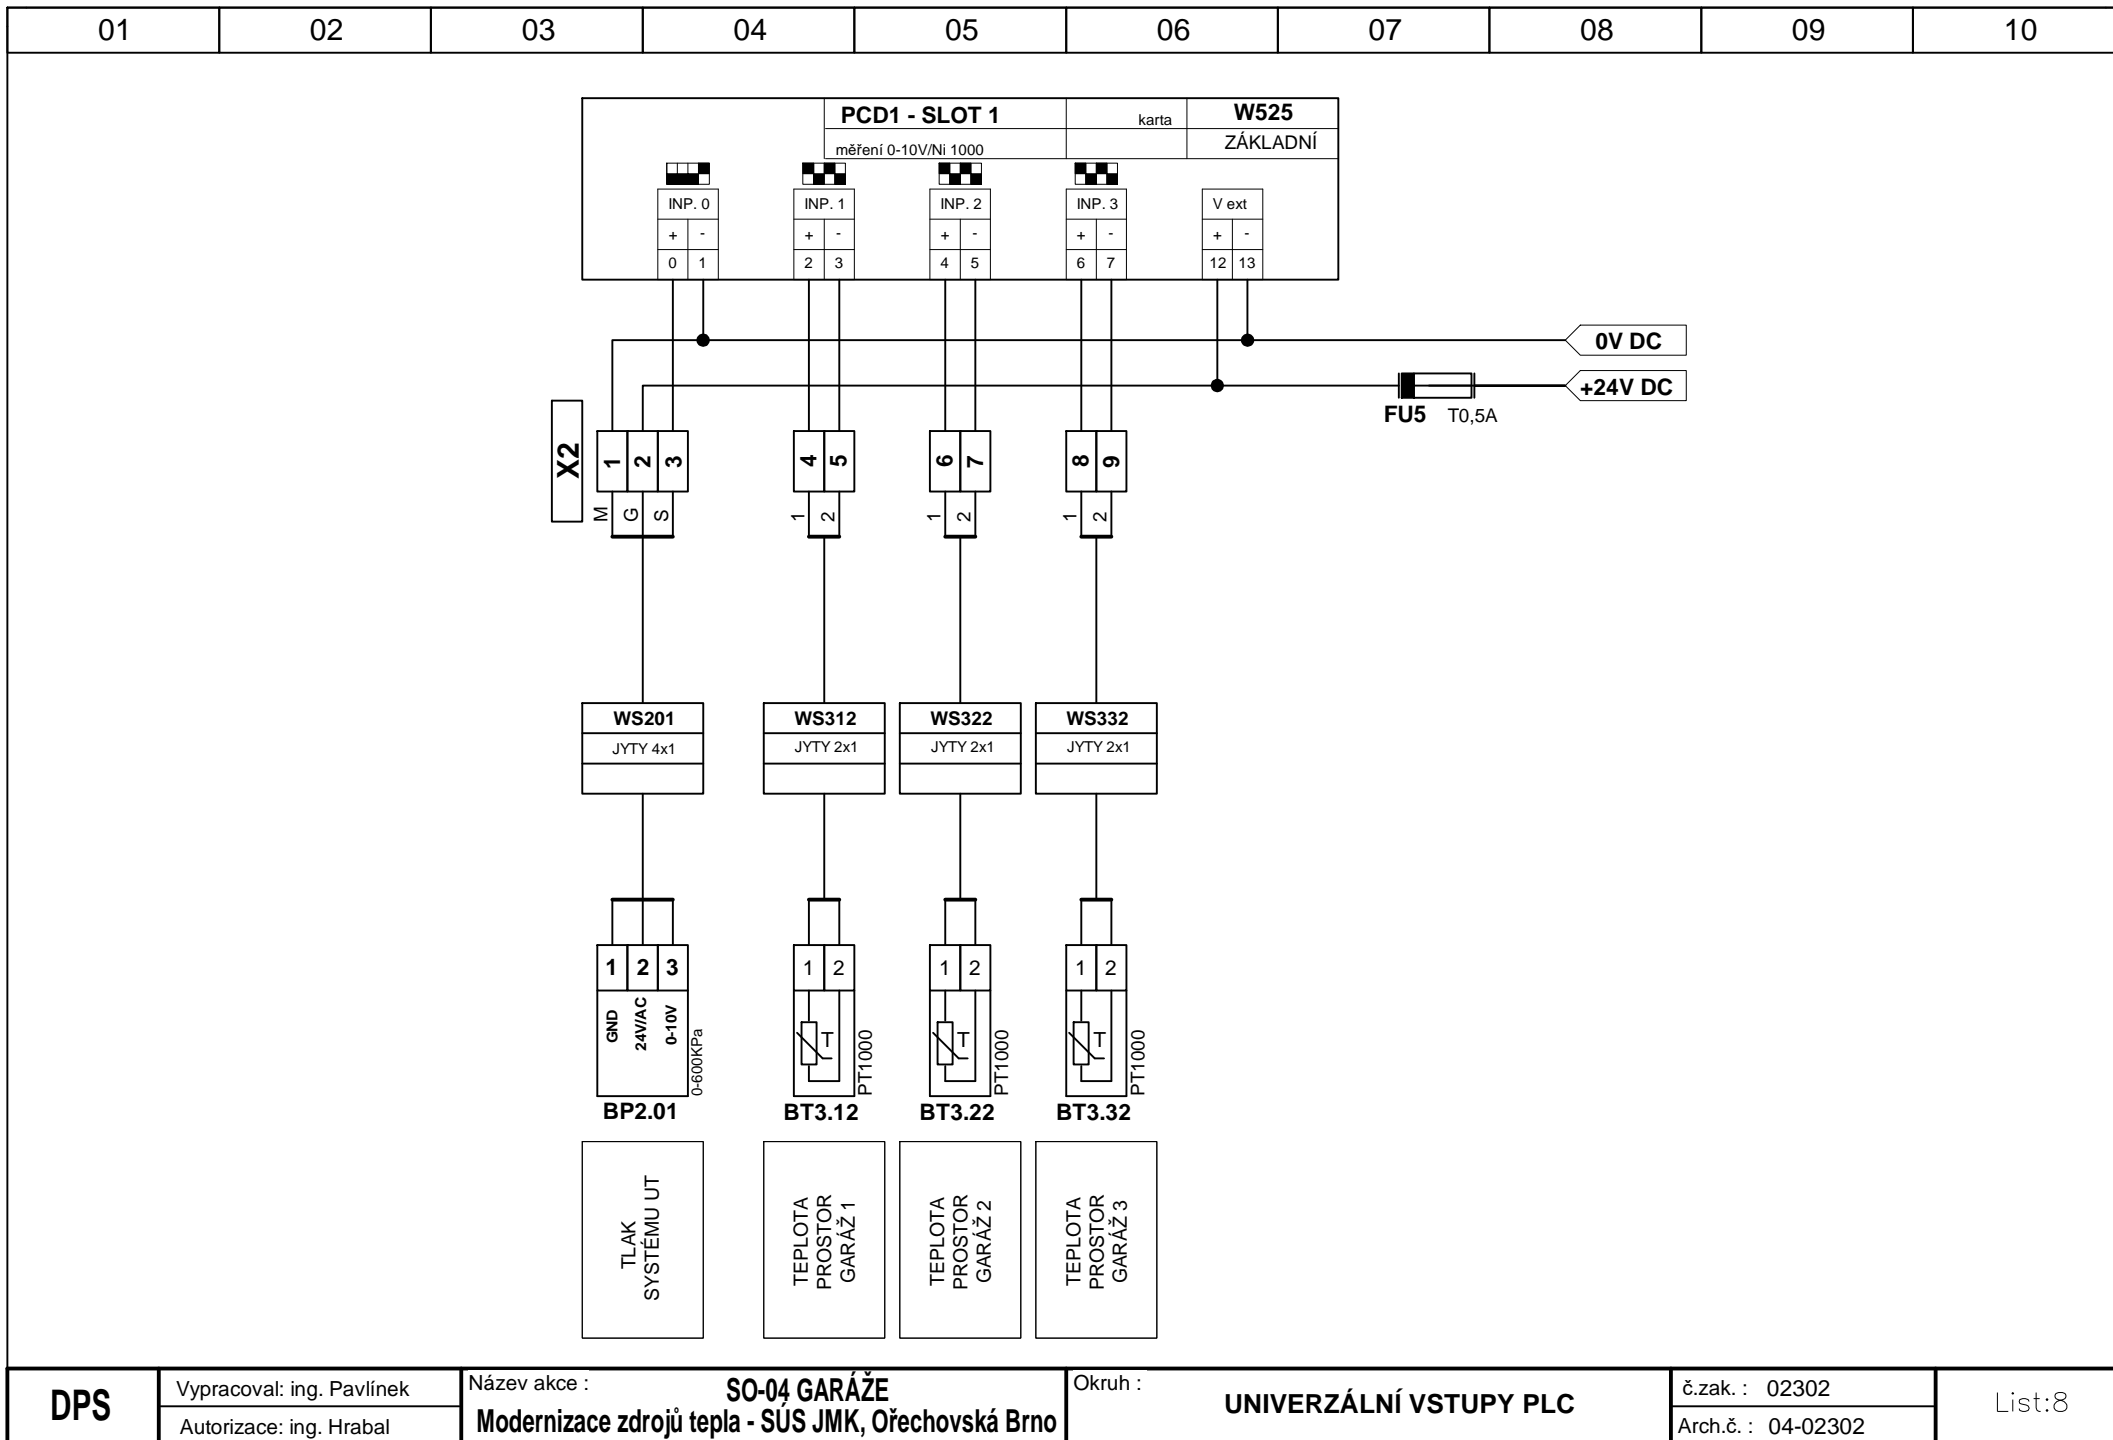 01 02 03 04 05 06 07 08 09 10
PCD1 - SLOT 1 karta W525
měření 0-10V/Ni 1000 ZÁKLADNÍ
INP. 0 INP. 1 INP. 2 INP. 3 V ext
+ - + - + - + - + -
0 1 2 3 4 5 6 7 12 13
0V DC
+24V DC
FU5 T0,5A
X2
1 2 3 4 5 6 7 8 9
M G S 1 2 1 2 1 2
WS201 WS312 WS322 WS332
JYTY 4x1 JYTY 2x1 JYTY 2x1 JYTY 2x1
1 2 3 1 2 1 2 1 2
GND
24V/AC
0-10V
0-600KPa
T PT1000
T PT1000
T PT1000
BP2.01 BT3.12 BT3.22 BT3.32
TLAK
SYSTÉMU UT
TEPLOTA
PROSTOR
GARÁŽ 1
TEPLOTA
PROSTOR
GARÁŽ 2
TEPLOTA
PROSTOR
GARÁŽ 3
DPS
Vypracoval: ing. Pavlínek
Autorizace: ing. Hrabal
Název akce :
SO-04 GARÁŽE
Modernizace zdrojů tepla - SÚS JMK, Ořechovská Brno
Okruh :
UNIVERZÁLNÍ VSTUPY PLC
č.zak. : 02302
Arch.č. : 04-02302
List:8